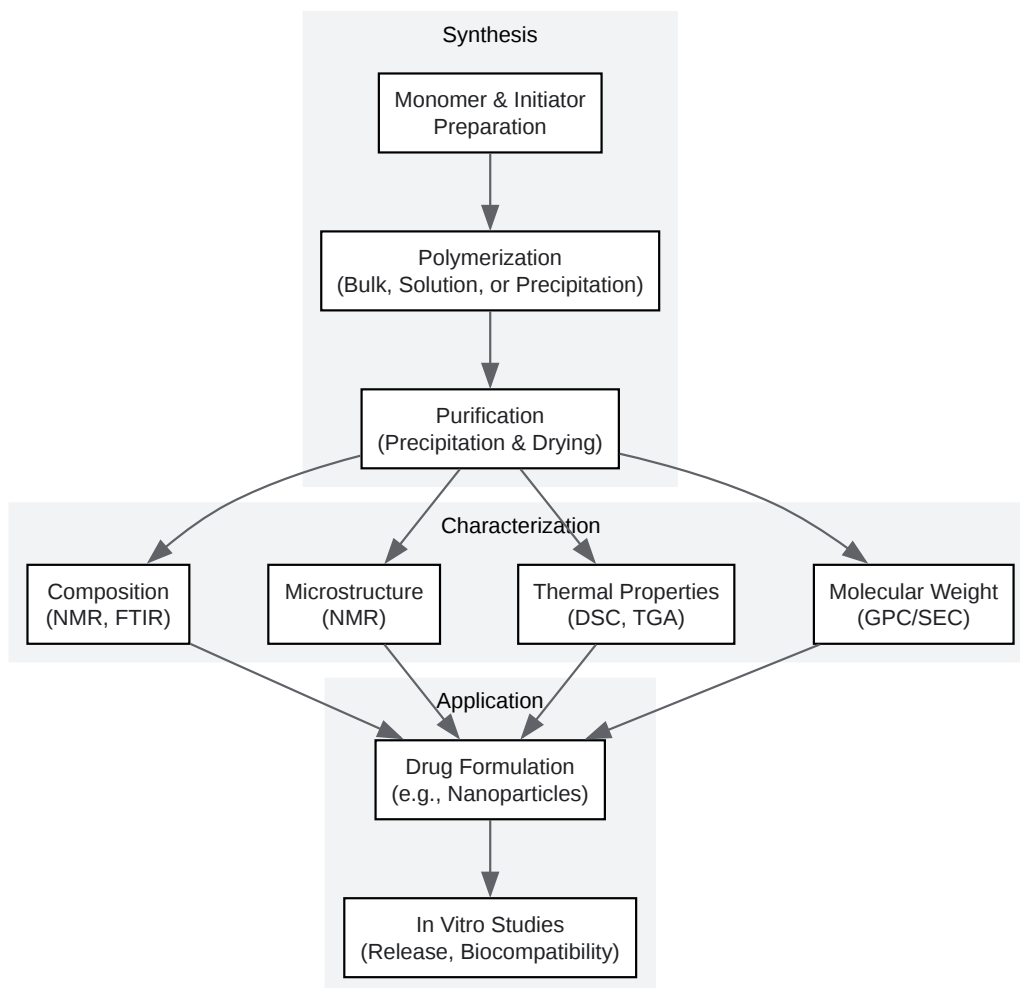 Synthesis
Monomer & Initiator
Preparation
Polymerization
(Bulk, Solution, or Precipitation)
Purification
(Precipitation & Drying)
Characterization
Composition
(NMR, FTIR)
Microstructure
(NMR)
Thermal Properties
(DSC, TGA)
Molecular Weight
(GPC/SEC)
Application
Drug Formulation
(e.g., Nanoparticles)
In Vitro Studies
(Release, Biocompatibility)